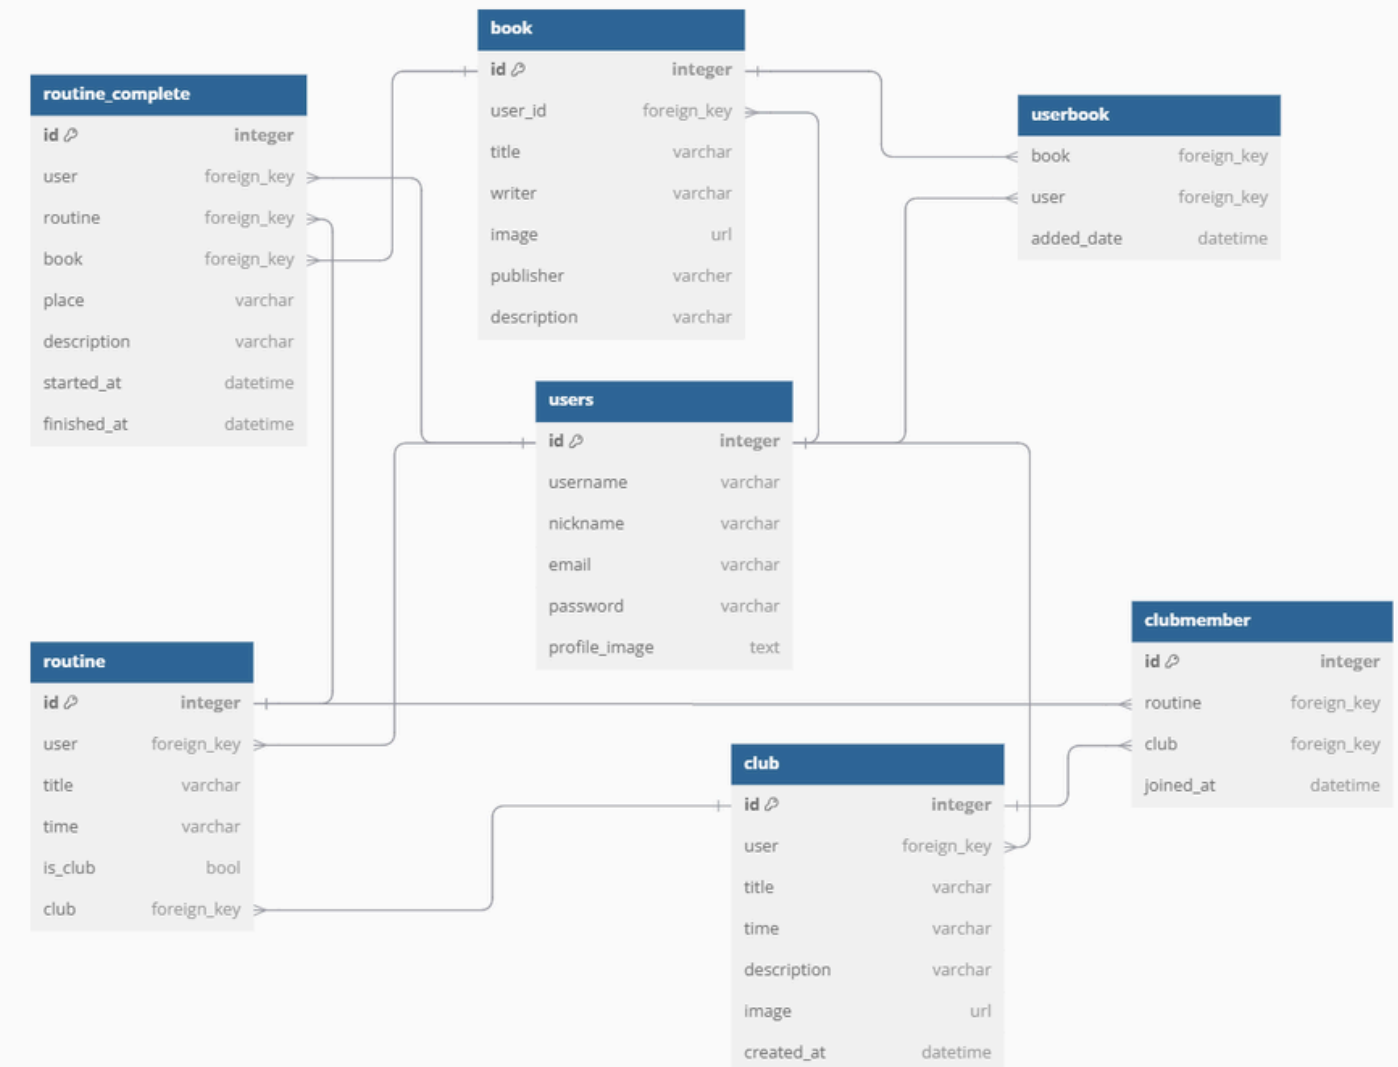 book
id integer
user_id foreign_key
title varchar
writer varchar
image url
publisher varcher
description varchar
routine_complete
id integer
user foreign_key
routine foreign_key
book foreign_key
place varchar
description varchar
started_at datetime
finished_at datetime
userbook
book foreign_key
user foreign_key
added_date datetime
users
id integer
username varchar
nickname varchar
email varchar
password varchar
profile_image text
routine
id integer
user foreign_key
title varchar
time varchar
is_club bool
club foreign_key
clubmember
id integer
routine foreign_key
club foreign_key
joined_at datetime
club
id integer
user foreign_key
title varchar
time varchar
description varchar
image url
created_at datetime